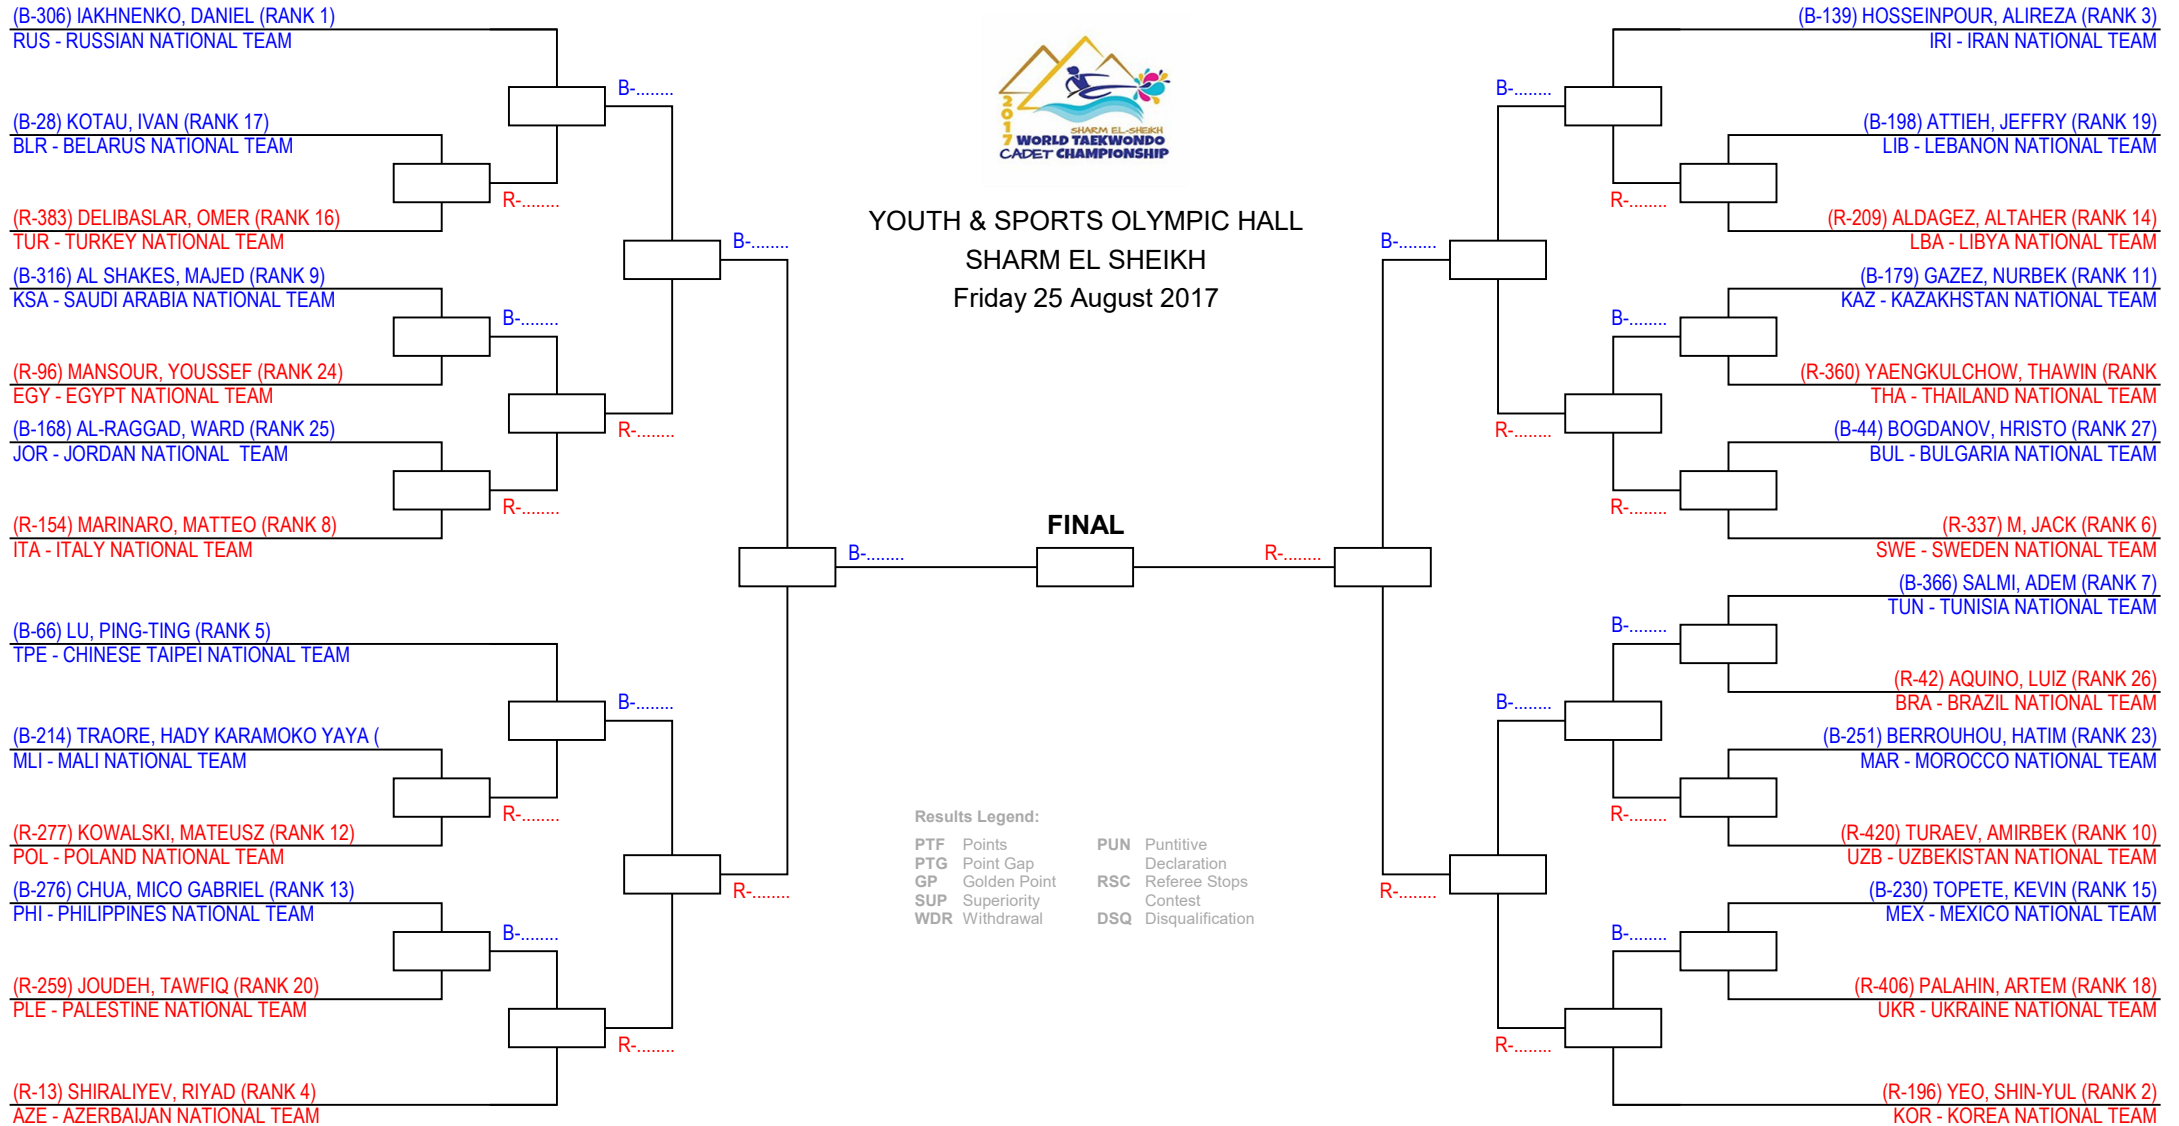 (B-306) IAKHNENKO, DANIEL (RANK 1)
RUS - RUSSIAN NATIONAL TEAM
B-........
(B-28) KOTAU, IVAN (RANK 17)
BLR - BELARUS NATIONAL TEAM
R-........
(R-383) DELIBASLAR, OMER (RANK 16)
TUR - TURKEY NATIONAL TEAM
B-........
(B-316) AL SHAKES, MAJED (RANK 9)
KSA - SAUDI ARABIA NATIONAL TEAM
B-........
(R-96) MANSOUR, YOUSSEF (RANK 24)
EGY - EGYPT NATIONAL TEAM
R-........
(B-168) AL-RAGGAD, WARD (RANK 25)
JOR - JORDAN NATIONAL  TEAM
R-........
(R-154) MARINARO, MATTEO (RANK 8)
ITA - ITALY NATIONAL TEAM
B-........
(B-66) LU, PING-TING (RANK 5)
TPE - CHINESE TAIPEI NATIONAL TEAM
B-........
(B-214) TRAORE, HADY KARAMOKO YAYA (
MLI - MALI NATIONAL TEAM
R-........
(R-277) KOWALSKI, MATEUSZ (RANK 12)
POL - POLAND NATIONAL TEAM
R-........
(B-276) CHUA, MICO GABRIEL (RANK 13)
PHI - PHILIPPINES NATIONAL TEAM
B-........
(R-259) JOUDEH, TAWFIQ (RANK 20)
PLE - PALESTINE NATIONAL TEAM
R-........
(R-13) SHIRALIYEV, RIYAD (RANK 4)
AZE - AZERBAIJAN NATIONAL TEAM
2017
SHARM EL-SHEIKH
WORLD TAEKWONDO
CADET CHAMPIONSHIP
YOUTH & SPORTS OLYMPIC HALL
SHARM EL SHEIKH
Friday 25 August 2017
FINAL
Results Legend:
PTF Points
PTG Point Gap
GP Golden Point
SUP Superiority
WDR Withdrawal
PUN Puntitive
Declaration
RSC Referee Stops
Contest
DSQ Disqualification
(B-139) HOSSEINPOUR, ALIREZA (RANK 3)
IRI - IRAN NATIONAL TEAM
B-........
(B-198) ATTIEH, JEFFRY (RANK 19)
LIB - LEBANON NATIONAL TEAM
R-........
(R-209) ALDAGEZ, ALTAHER (RANK 14)
LBA - LIBYA NATIONAL TEAM
B-........
(B-179) GAZEZ, NURBEK (RANK 11)
KAZ - KAZAKHSTAN NATIONAL TEAM
B-........
(R-360) YAENGKULCHOW, THAWIN (RANK
THA - THAILAND NATIONAL TEAM
R-........
(B-44) BOGDANOV, HRISTO (RANK 27)
BUL - BULGARIA NATIONAL TEAM
R-........
(R-337) M, JACK (RANK 6)
SWE - SWEDEN NATIONAL TEAM
R-........
(B-366) SALMI, ADEM (RANK 7)
TUN - TUNISIA NATIONAL TEAM
B-........
(R-42) AQUINO, LUIZ (RANK 26)
BRA - BRAZIL NATIONAL TEAM
B-........
(B-251) BERROUHOU, HATIM (RANK 23)
MAR - MOROCCO NATIONAL TEAM
R-........
(R-420) TURAEV, AMIRBEK (RANK 10)
UZB - UZBEKISTAN NATIONAL TEAM
R-........
(B-230) TOPETE, KEVIN (RANK 15)
MEX - MEXICO NATIONAL TEAM
B-........
(R-406) PALAHIN, ARTEM (RANK 18)
UKR - UKRAINE NATIONAL TEAM
R-........
(R-196) YEO, SHIN-YUL (RANK 2)
KOR - KOREA NATIONAL TEAM